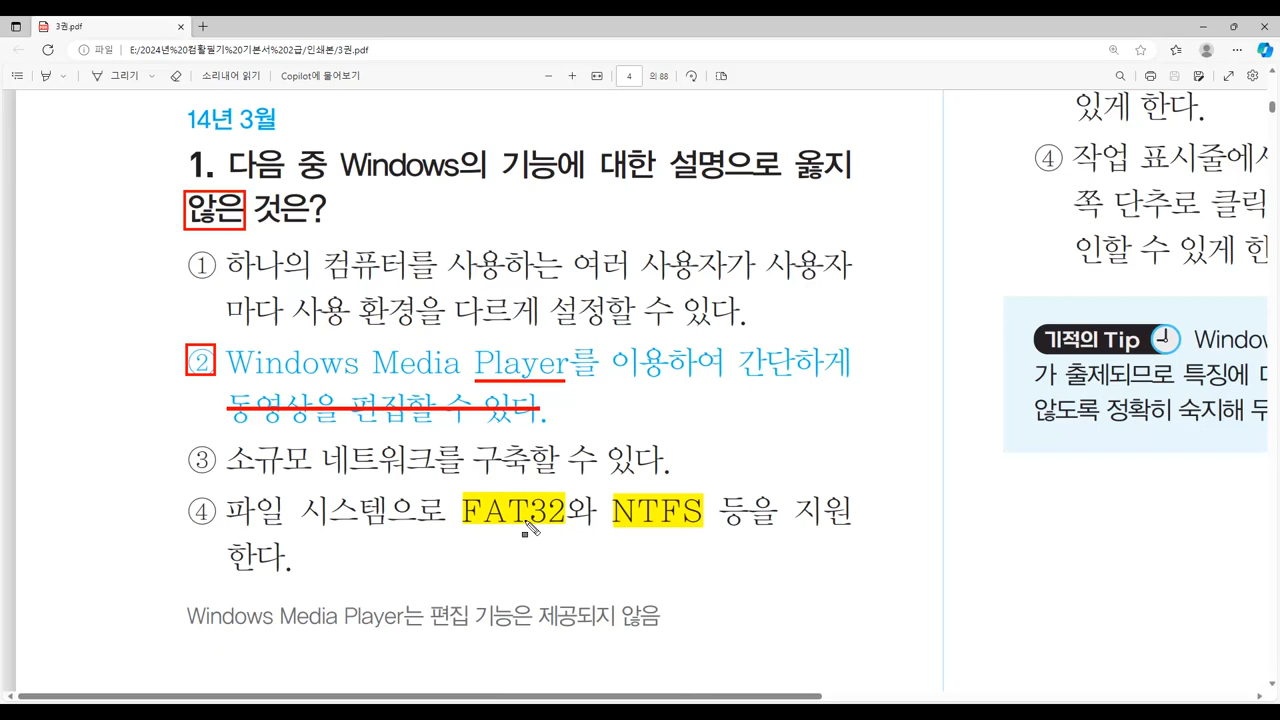 3권.pdf
파일 E:/2024년%20컴활필기%20기본서%202급/인쇄본/3권.pdf
그리기 소리내어 읽기 Copilot에 물어보기 4 의 88
14년 3월
1. 다음 중 Windows의 기능에 대한 설명으로 옳지
않은 것은?
① 하나의 컴퓨터를 사용하는 여러 사용자가 사용자
마다 사용 환경을 다르게 설정할 수 있다.
② Windows Media Player를 이용하여 간단하게
동영상을 편집할 수 있다.
③ 소규모 네트워크를 구축할 수 있다.
④ 파일 시스템으로 FAT32와 NTFS 등을 지원
한다.
Windows Media Player는 편집 기능은 제공되지 않음
있게 한다.
④ 작업 표시줄에서
쪽 단추로 클릭
인할 수 있게 한
기적의 Tip Windo
가 출제되므로 특징에
않도록 정확히 숙지해 두